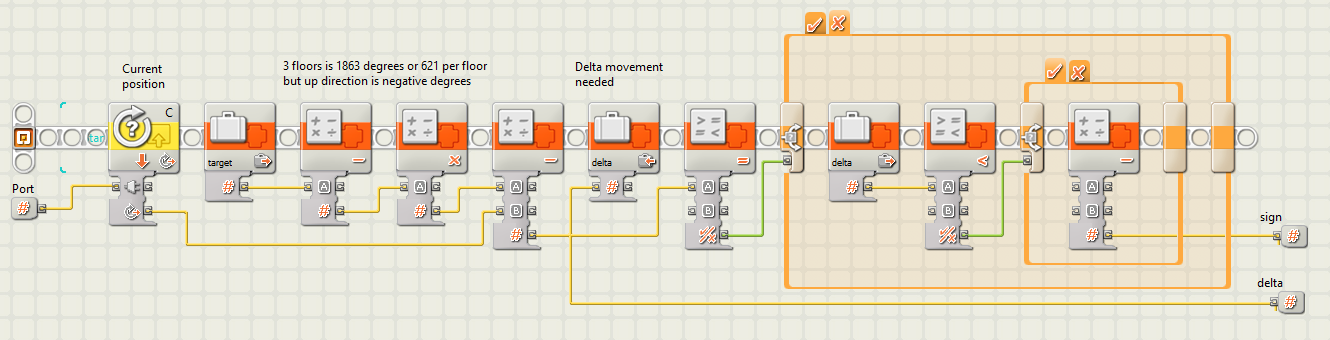 Current
position
3 floors is 1863 degrees or 621 per floor
but up direction is negative degrees
Delta movement
needed
C
target
delta
delta
Port
A
A
A
B
A
B
A
B
A
B
sign
delta